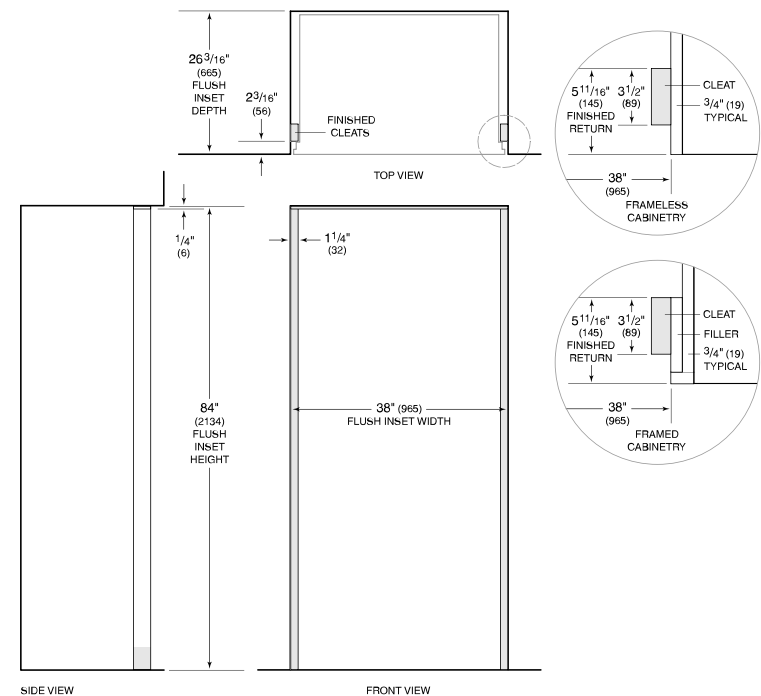 26 3/16"
(665)
FLUSH
INSET
DEPTH
2 3/16"
(56)
FINISHED
CLEATS
TOP VIEW
5 11/16"
(145)
FINISHED
RETURN
3 1/2"
(89)
CLEAT
3/4" (19)
TYPICAL
38"
(965)
FRAMELESS
CABINETRY
1/4"
(6)
1 1/4"
(32)
84"
(2134)
FLUSH
INSET
HEIGHT
38" (965)
FLUSH INSET WIDTH
5 11/16"
(145)
FINISHED
RETURN
3 1/2"
(89)
CLEAT
FILLER
3/4" (19)
TYPICAL
38"
(965)
FRAMED
CABINETRY
SIDE VIEW
FRONT VIEW